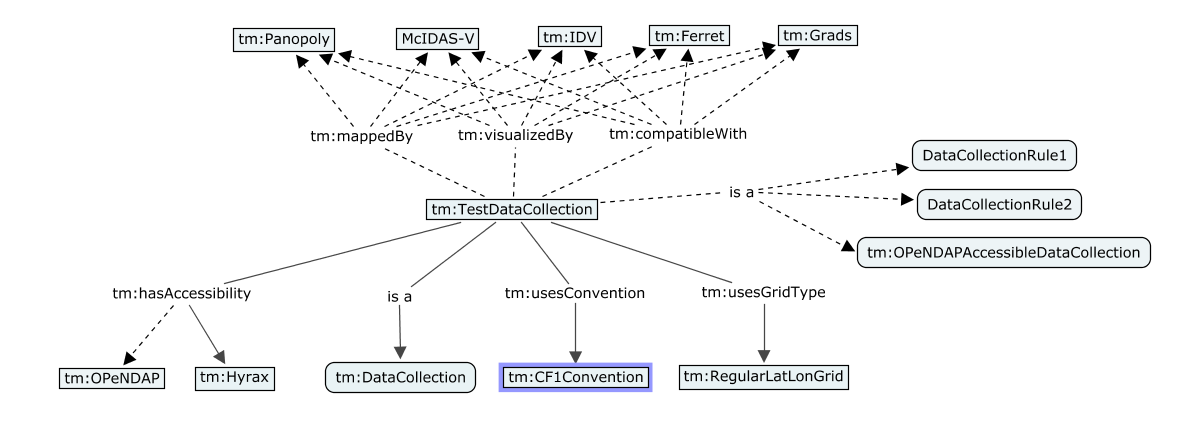 tm:Panopoly
McIDAS-V
tm:IDV
tm:Ferret
tm:Grads
tm:mappedBy
tm:visualizedBy
tm:compatibleWith
DataCollectionRule1
is a
DataCollectionRule2
tm:TestDataCollection
tm:OPeNDAPAccessibleDataCollection
tm:hasAccessibility
is a
tm:usesConvention
tm:usesGridType
tm:OPeNDAP
tm:Hyrax
tm:DataCollection
tm:CF1Convention
tm:RegularLatLonGrid